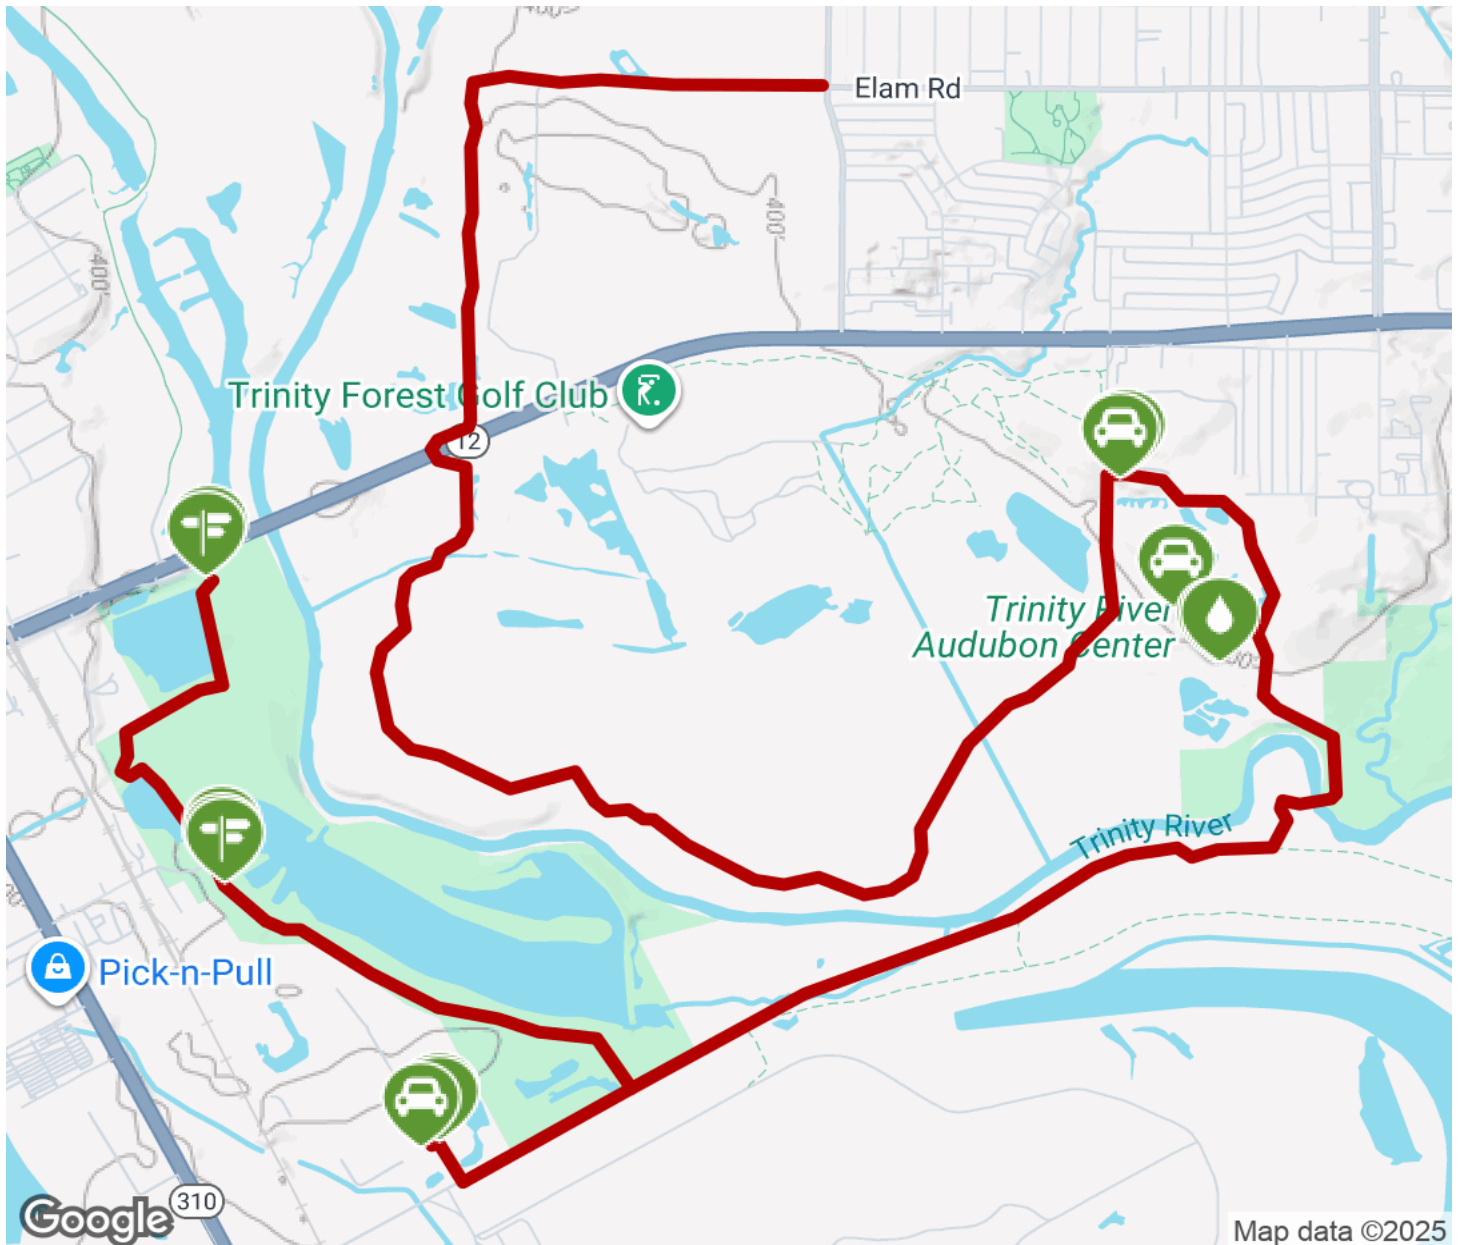 400'
Elam Rd
400'
400'
Trinity Forest Golf Club
12
Trinity River
Audubon Center
Trinity River
Pick-n-Pull
310
Google
Map data ©2025